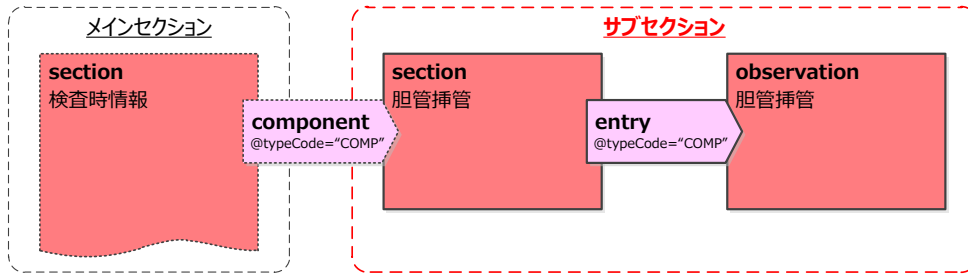 メインセクション
サブセクション
section
検査時情報
component
@typeCode=“COMP”
section
胆管挿管
entry
@typeCode=“COMP”
observation
胆管挿管